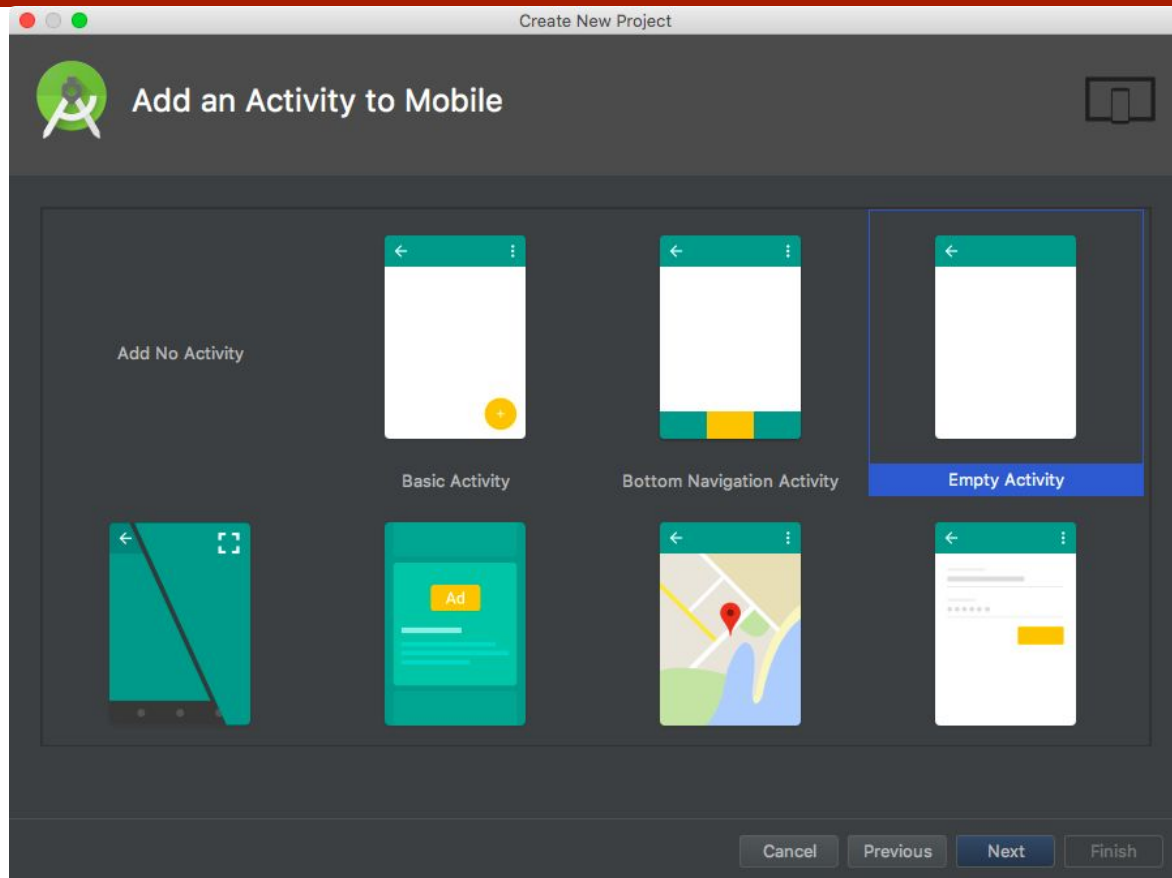 Create New Project
Add an Activity to Mobile
Add No Activity
Basic Activity
Bottom Navigation Activity
Empty Activity
Ad
Cancel
Previous
Next
Finish